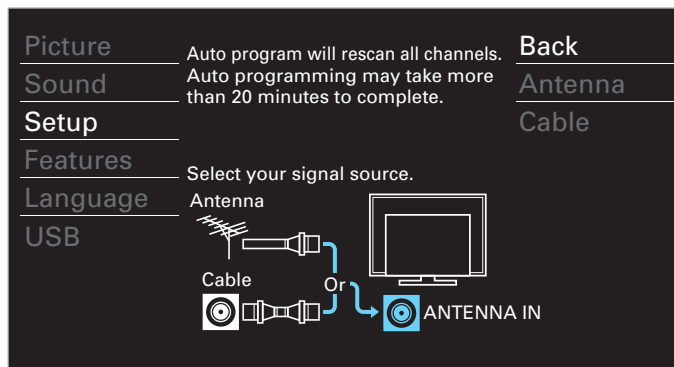 Picture
Sound
Setup
Features
Language
USB
Auto program will rescan all channels.
Auto programming may take more
than 20 minutes to complete.
Select your signal source.
Antenna
Cable
Or
ANTENNA IN
Back
Antenna
Cable